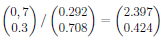 (0,7 / 0.3) / (0.292 / 0.708) = (2.397 / 0.424)